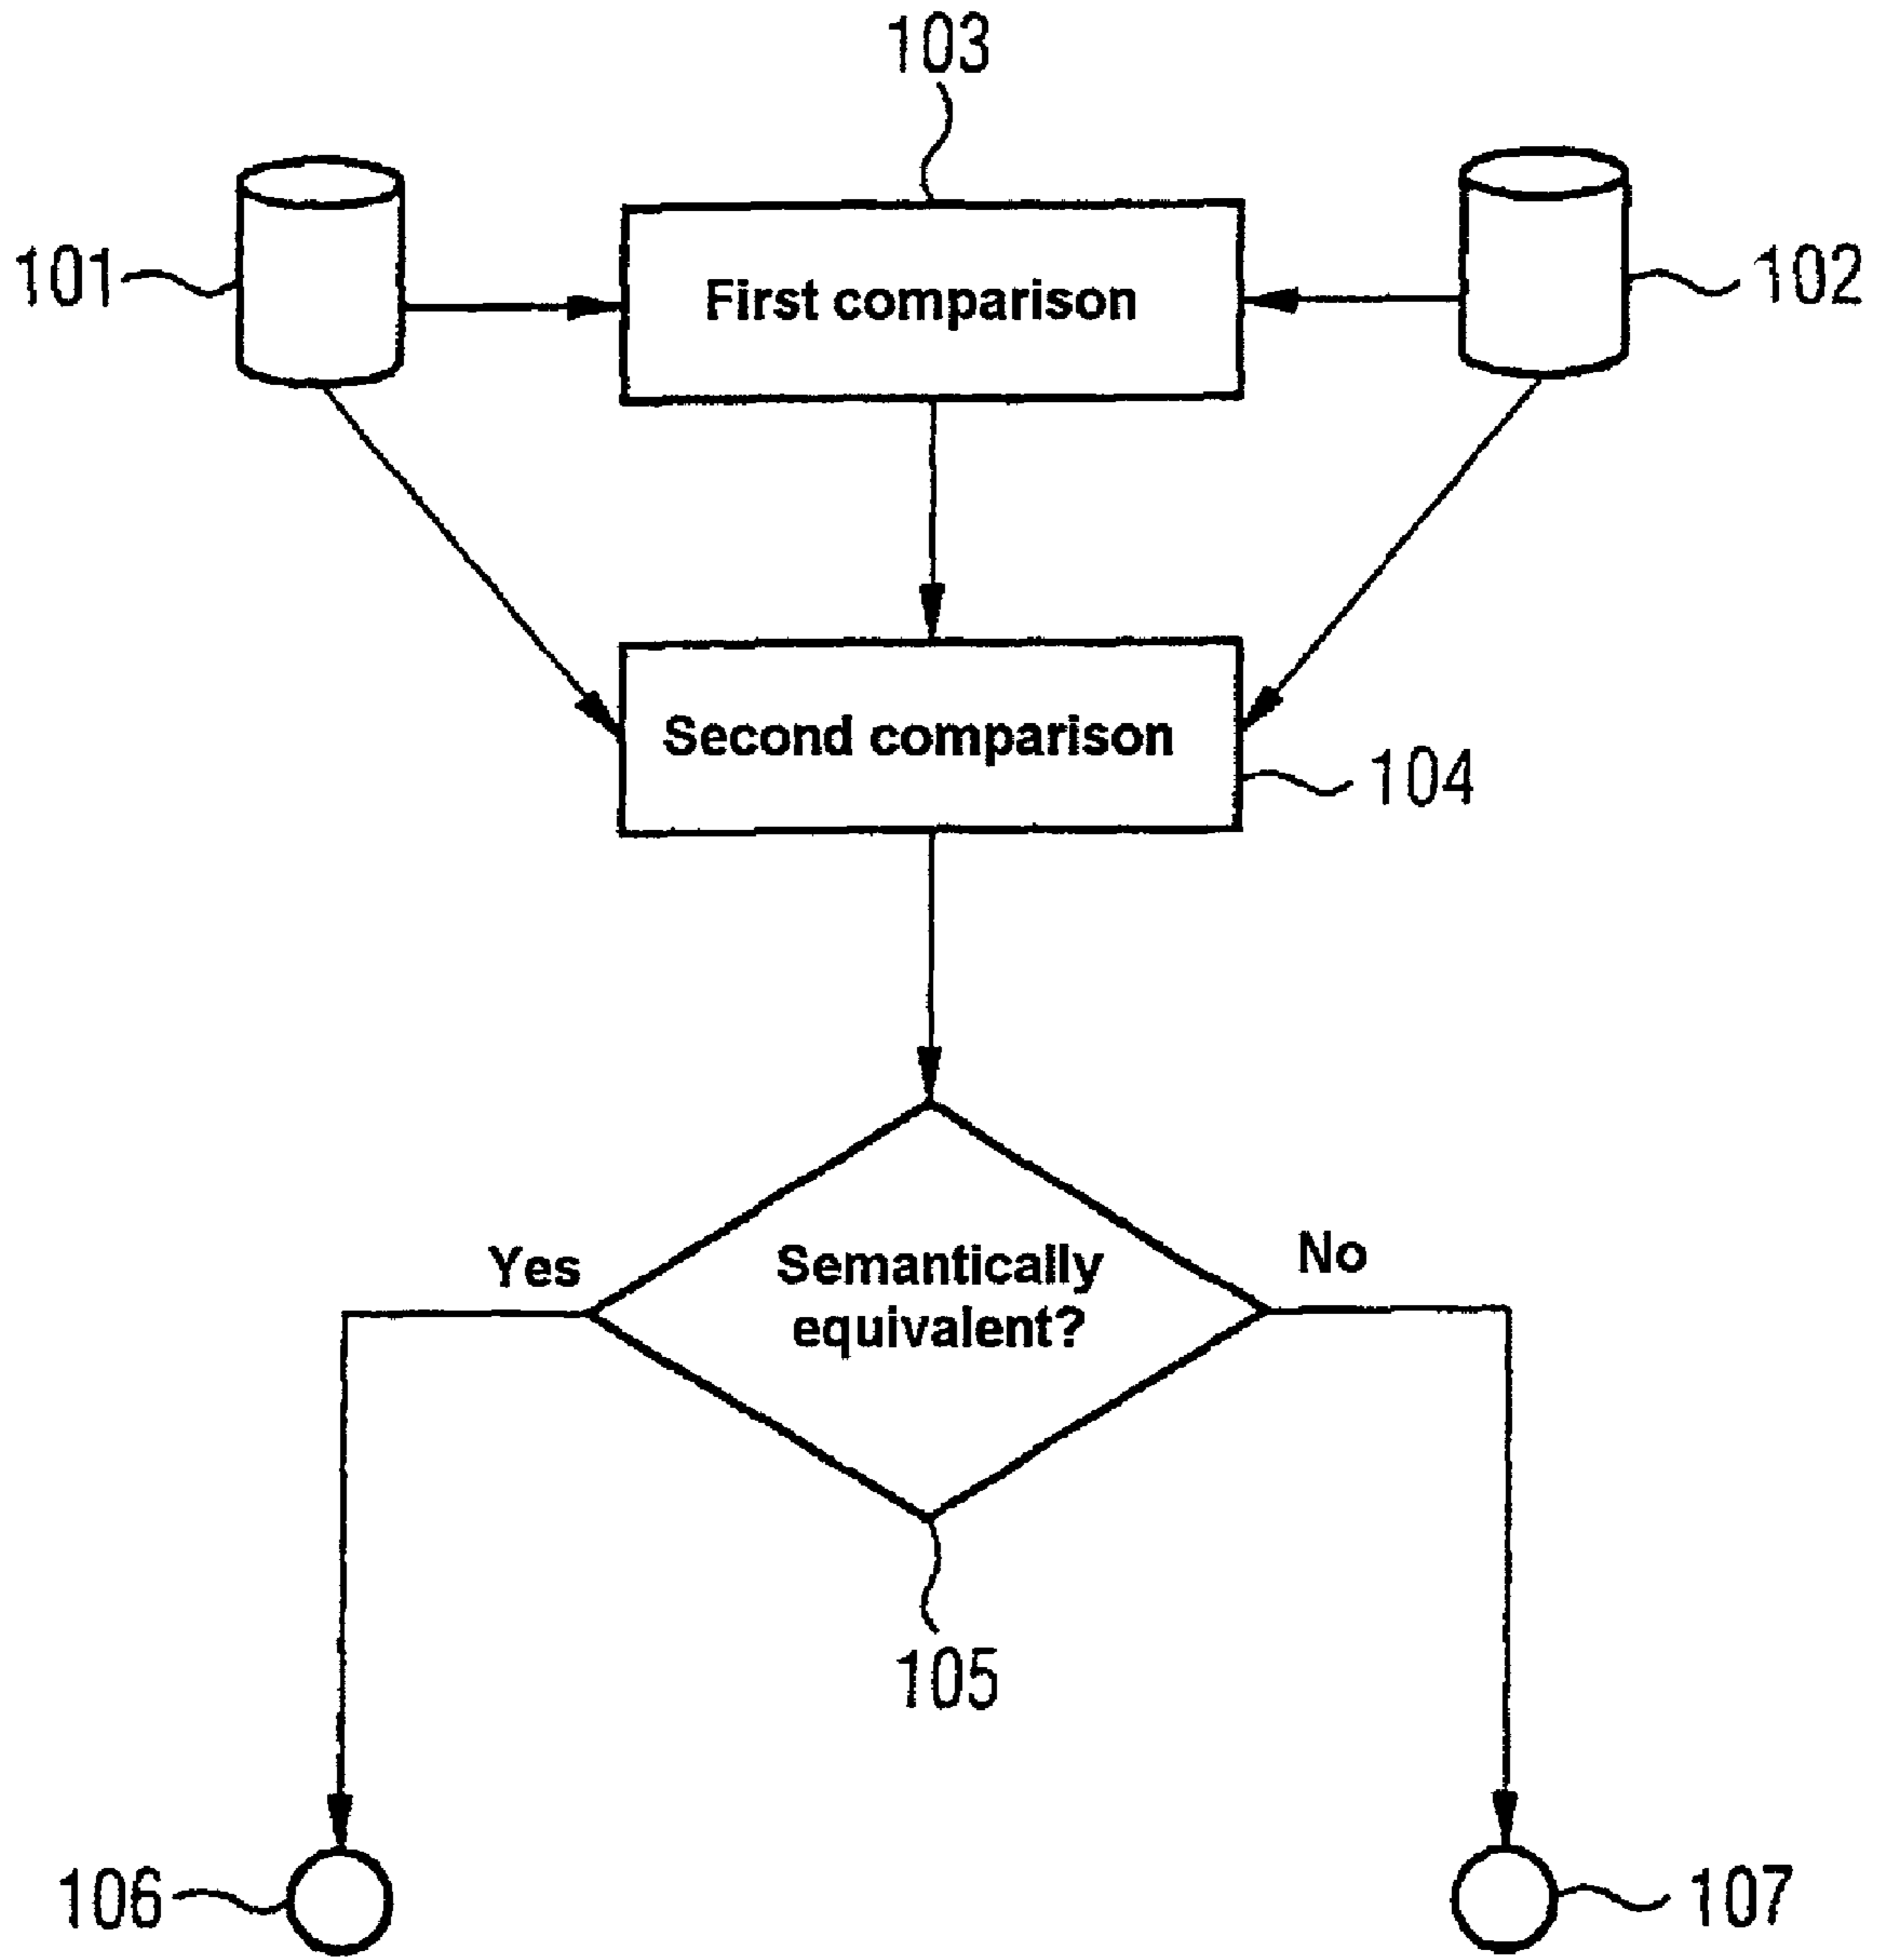 103
101
102
First comparison
Second comparison
104
Yes
No
Semantically
equivalent?
105
106
107